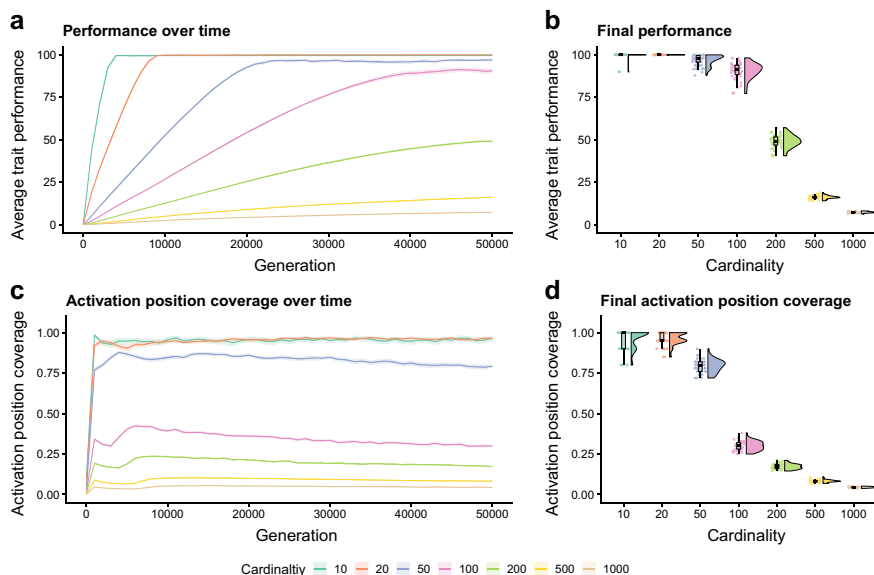 a
Performance over time
100
75
50
25
0
Average trait performance
0 10000 20000 30000 40000 50000
Generation
b
Final performance
100
75
50
25
0
Average trait performance
10 20 50 100 200 500 1000
Cardinality
c
Activation position coverage over time
1.00
0.75
0.50
0.25
0.00
Activation position coverage
0 10000 20000 30000 40000 50000
Generation
d
Final activation position coverage
1.00
0.75
0.50
0.25
0.00
Activation position coverage
10 20 50 100 200 500 1000
Cardinality
Cardinaltiy 10 20 50 100 200 500 1000